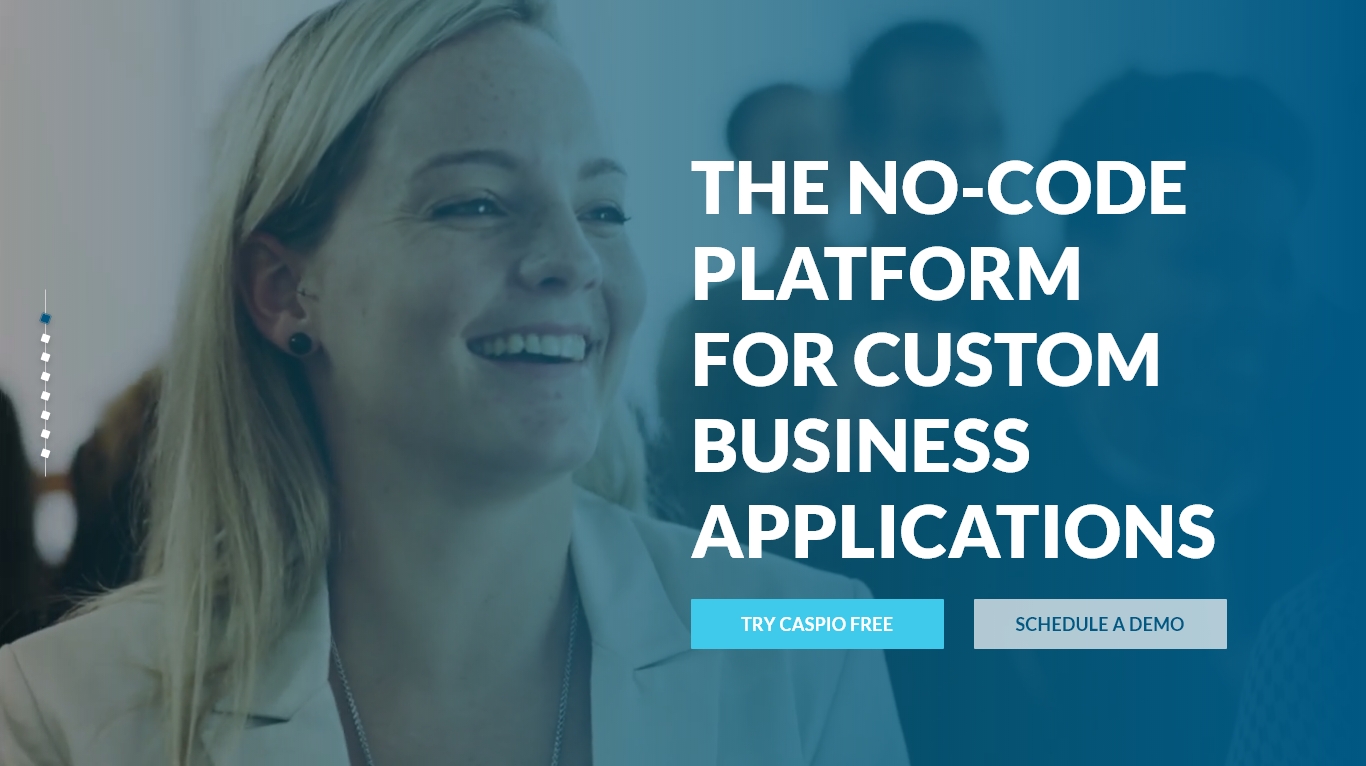 THE NO-CODE
PLATFORM
FOR CUSTOM
BUSINESS
APPLICATIONS
TRY CASPIO FREE
SCHEDULE A DEMO